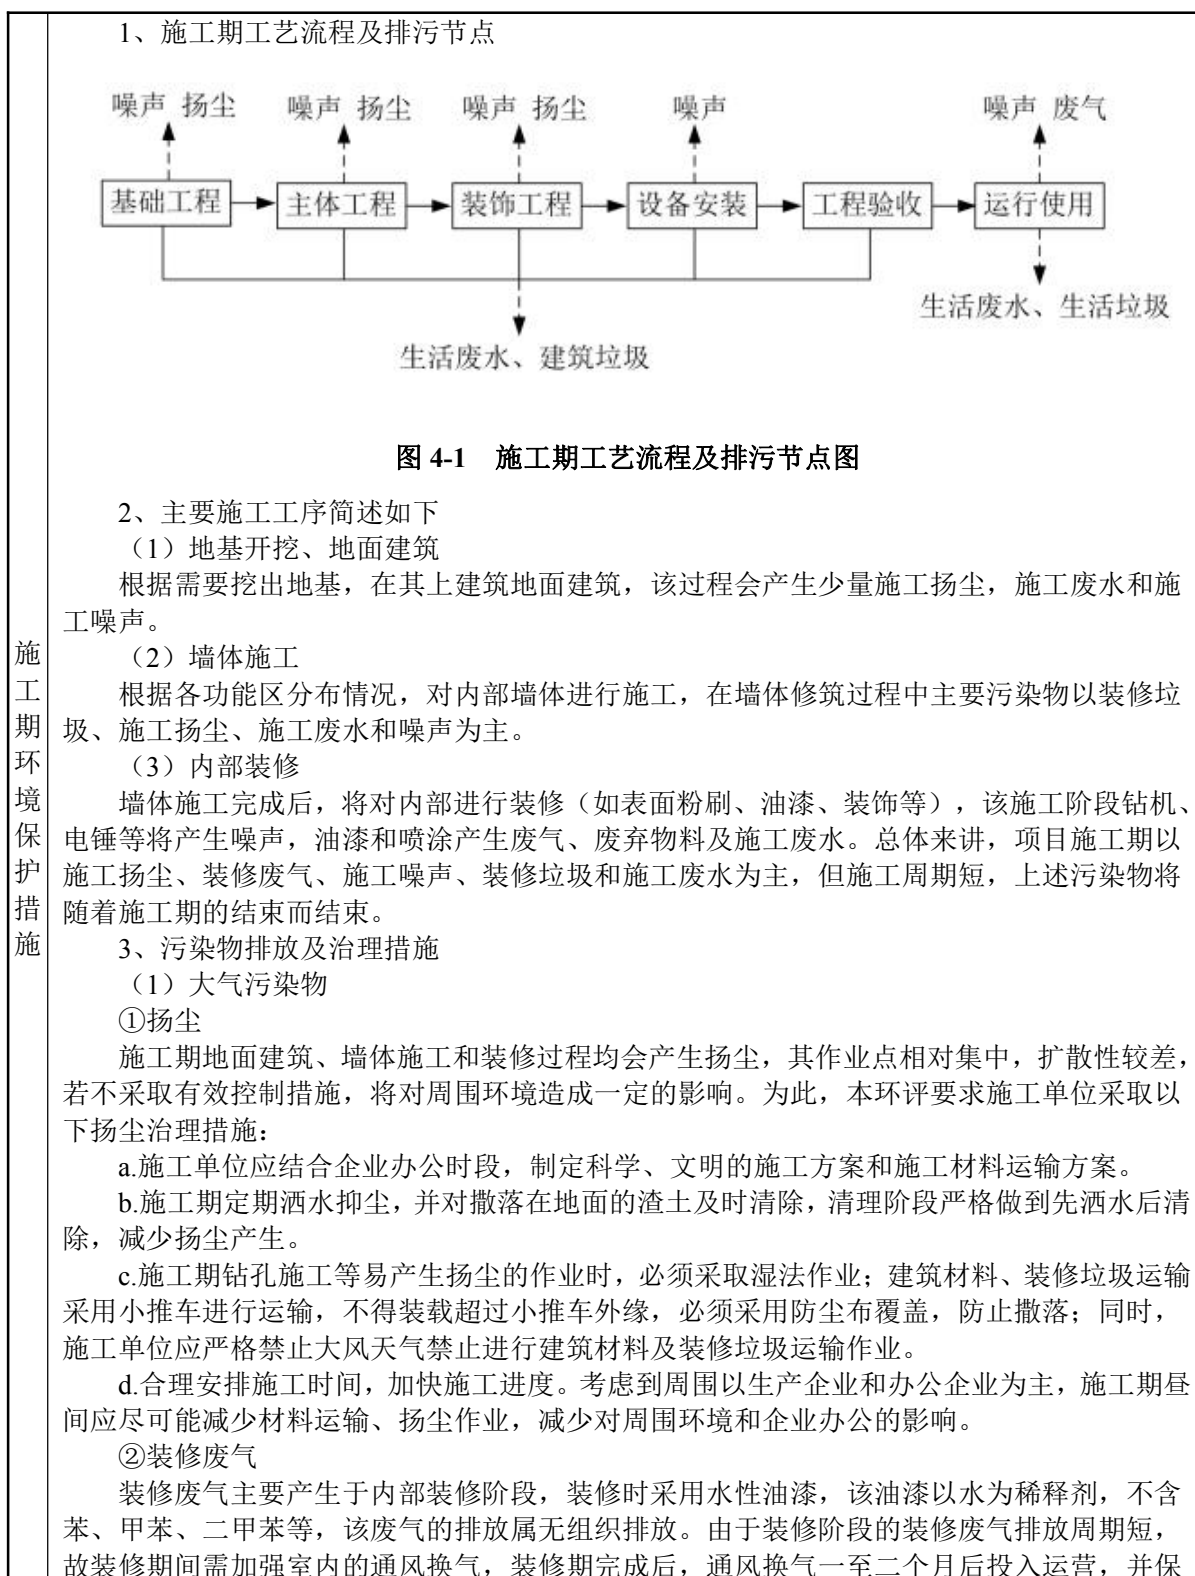 1、施工期工艺流程及排污节点
噪声 扬尘 噪声 扬尘 噪声 扬尘 噪声 噪声 废气
基础工程 主体工程 装饰工程 设备安装 工程验收 运行使用
生活废水、生活垃圾
生活废水、建筑垃圾
图 4-1 施工期工艺流程及排污节点图
2、主要施工工序简述如下
（1）地基开挖、地面建筑
根据需要挖出地基，在其上建筑地面建筑，该过程会产生少量施工扬尘，施工废水和施
工噪声。
（2）墙体施工
根据各功能区分布情况，对内部墙体进行施工，在墙体修筑过程中主要污染物以装修垃
圾、施工扬尘、施工废水和噪声为主。
（3）内部装修
墙体施工完成后，将对内部进行装修（如表面粉刷、油漆、装饰等），该施工阶段钻机、
电锤等将产生噪声，油漆和喷涂产生废气、废弃物料及施工废水。总体来讲，项目施工期以
施工扬尘、装修废气、施工噪声、装修垃圾和施工废水为主，但施工周期短，上述污染物将
随着施工期的结束而结束。
3、污染物排放及治理措施
（1）大气污染物
①扬尘
施工期地面建筑、墙体施工和装修过程均会产生扬尘，其作业点相对集中，扩散性较差，
若不采取有效控制措施，将对周围环境造成一定的影响。为此，本环评要求施工单位采取以
下扬尘治理措施：
a.施工单位应结合企业办公时段，制定科学、文明的施工方案和施工材料运输方案。
b.施工期定期洒水抑尘，并对撒落在地面的渣土及时清除，清理阶段严格做到先洒水后清
除，减少扬尘产生。
c.施工期钻孔施工等易产生扬尘的作业时，必须采取湿法作业；建筑材料、装修垃圾运输
采用小推车进行运输，不得装载超过小推车外缘，必须采用防尘布覆盖，防止撒落；同时，
施工单位应严格禁止大风天气禁止进行建筑材料及装修垃圾运输作业。
d.合理安排施工时间，加快施工进度。考虑到周围以生产企业和办公企业为主，施工期昼
间应尽可能减少材料运输、扬尘作业，减少对周围环境和企业办公的影响。
②装修废气
装修废气主要产生于内部装修阶段，装修时采用水性油漆，该油漆以水为稀释剂，不含
苯、甲苯、二甲苯等，该废气的排放属无组织排放。由于装修阶段的装修废气排放周期短，
故装修期间需加强室内的通风换气，装修期完成后，通风换气一至二个月后投入运营，并保
施
工
期
环
境
保
护
措
施